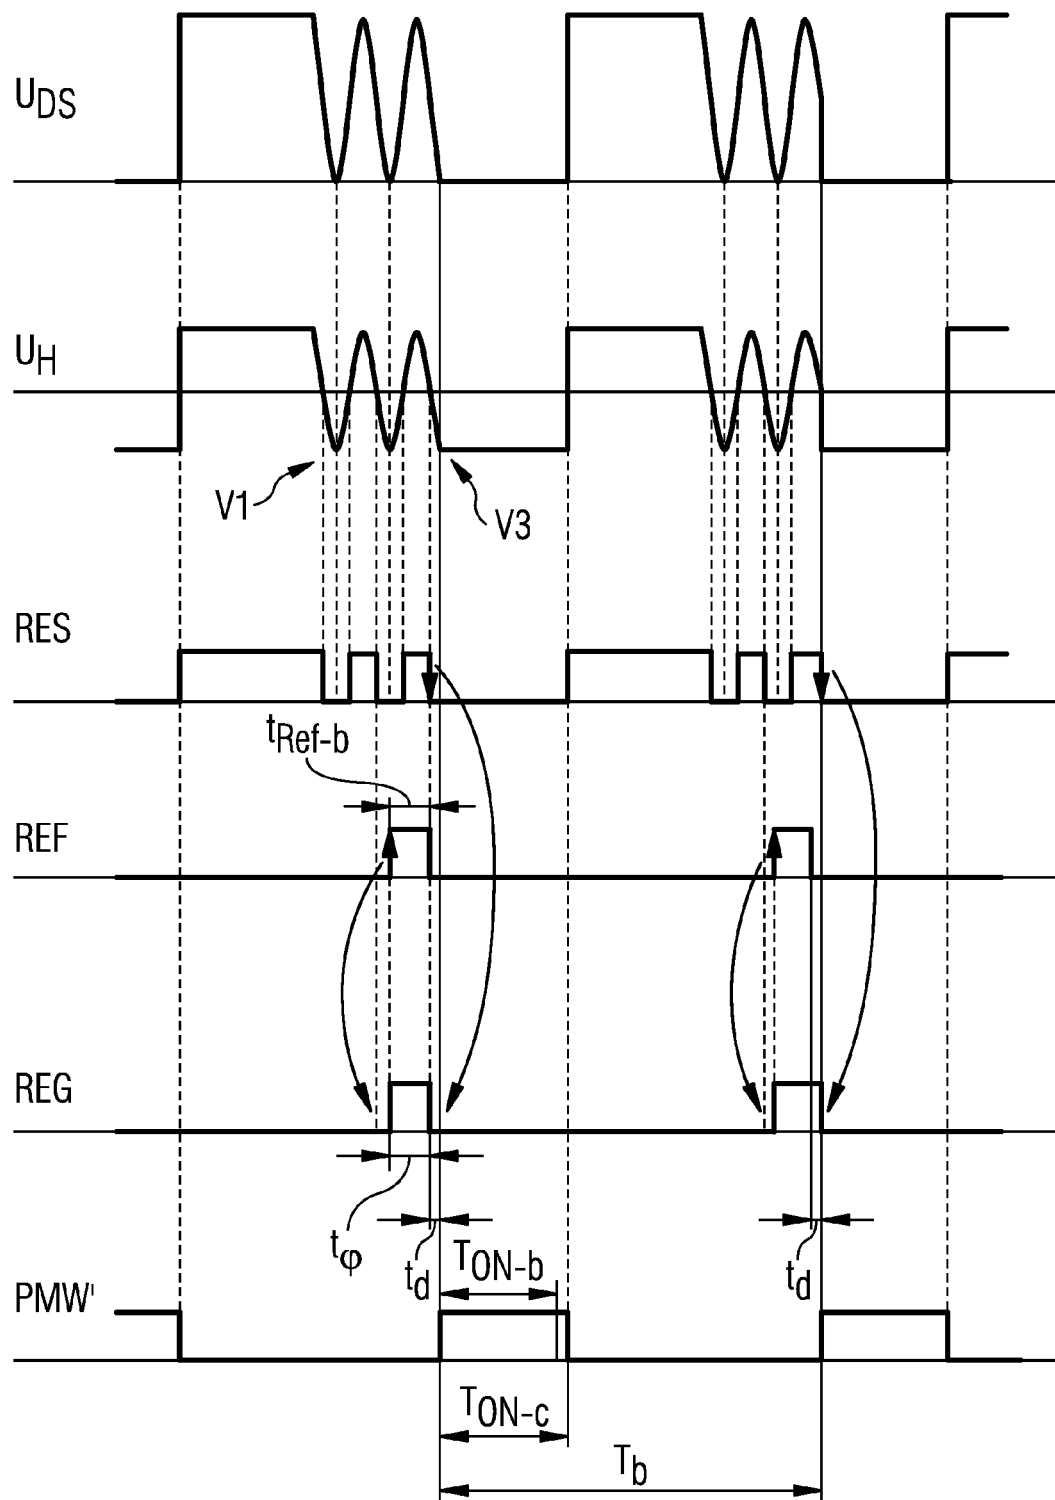 UDS
UH
V1
V3
RES
tRef-b
REF
REG
tφ
td
TON-b
td
PMW'
TON-c
Tb